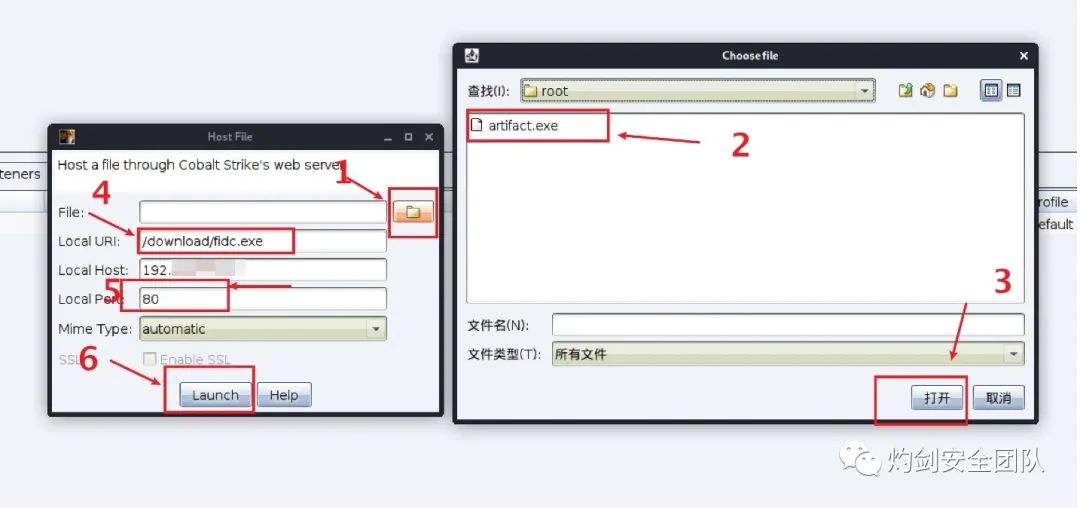 Host File
Host a file through Cobalt Strike's web server
1
teners
4
File:
Local URI: /download/fidc.exe
Local Host: 192.
5
Local Port: 80
Mime Type: automatic
SSL: Enable SSL
6
Launch Help
Choose file
查找(I): root
artifact.exe
2
3
文件名(N):
文件类型(T): 所有文件
打开 取消
rofile
efault
灼剑安全团队